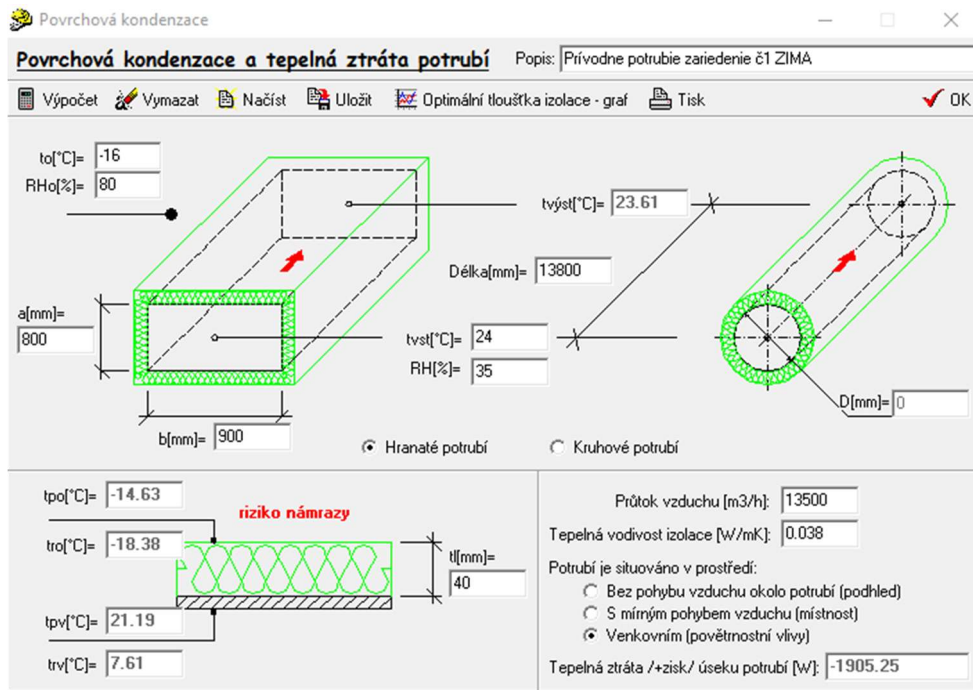 Povrchová kondenzace
Povrchová kondenzace a tepelná ztráta potrubí Popis: Prívodne potrubie zariedenie č1 ZIMA
Výpočet Vymazat Načíst Uložit Optimální tloušťka izolace - graf Tisk OK
to[°C]= -16
RHo[%]= 80
tvýst[°C]= 23.61
Délka[mm]= 13800
a[mm]=
800
tvst[°C]= 24
RH[%]= 35
D[mm]= 0
b[mm]= 900
Hranaté potrubí Kruhové potrubí
tpo[°C]= -14.63
riziko námrazy
tro[°C]= -18.38
tl[mm]=
40
tpv[°C]= 21.19
trv[°C]= 7.61
Průtok vzduchu [m3/h]: 13500
Tepelná vodivost izolace [W/mK]: 0.038
Potrubí je situováno v prostředí:
Bez pohybu vzduchu okolo potrubí (podhled)
S mírným pohybem vzduchu (místnost)
Venkovním (povětrnostní vlivy)
Tepelná ztráta /+zisk/ úseku potrubí [W]: -1905.25